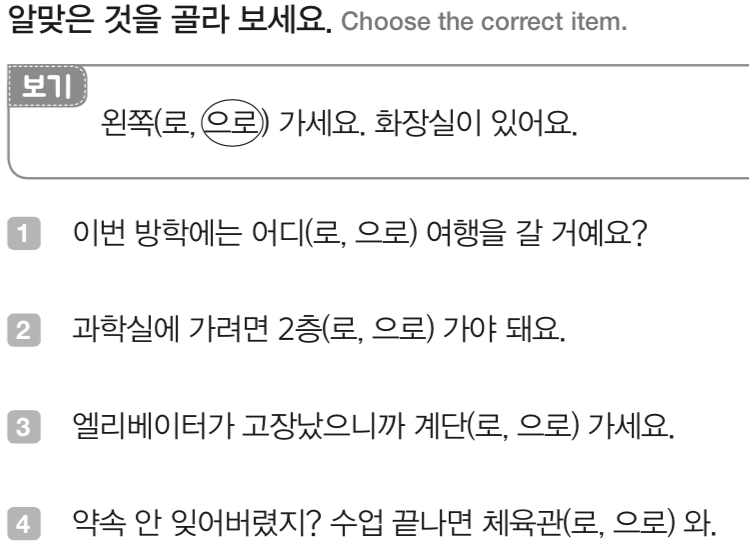 알맞은 것을 골라 보세요. Choose the correct item.
보기
왼쪽(로, 으로) 가세요. 화장실이 있어요.
1 이번 방학에는 어디(로, 으로) 여행을 갈 거예요?
2 과학실에 가려면 2층(로, 으로) 가야 돼요.
3 엘리베이터가 고장났으니까 계단(로, 으로) 가세요.
4 약속 안 잊어버렸지? 수업 끝나면 체육관(로, 으로) 와.